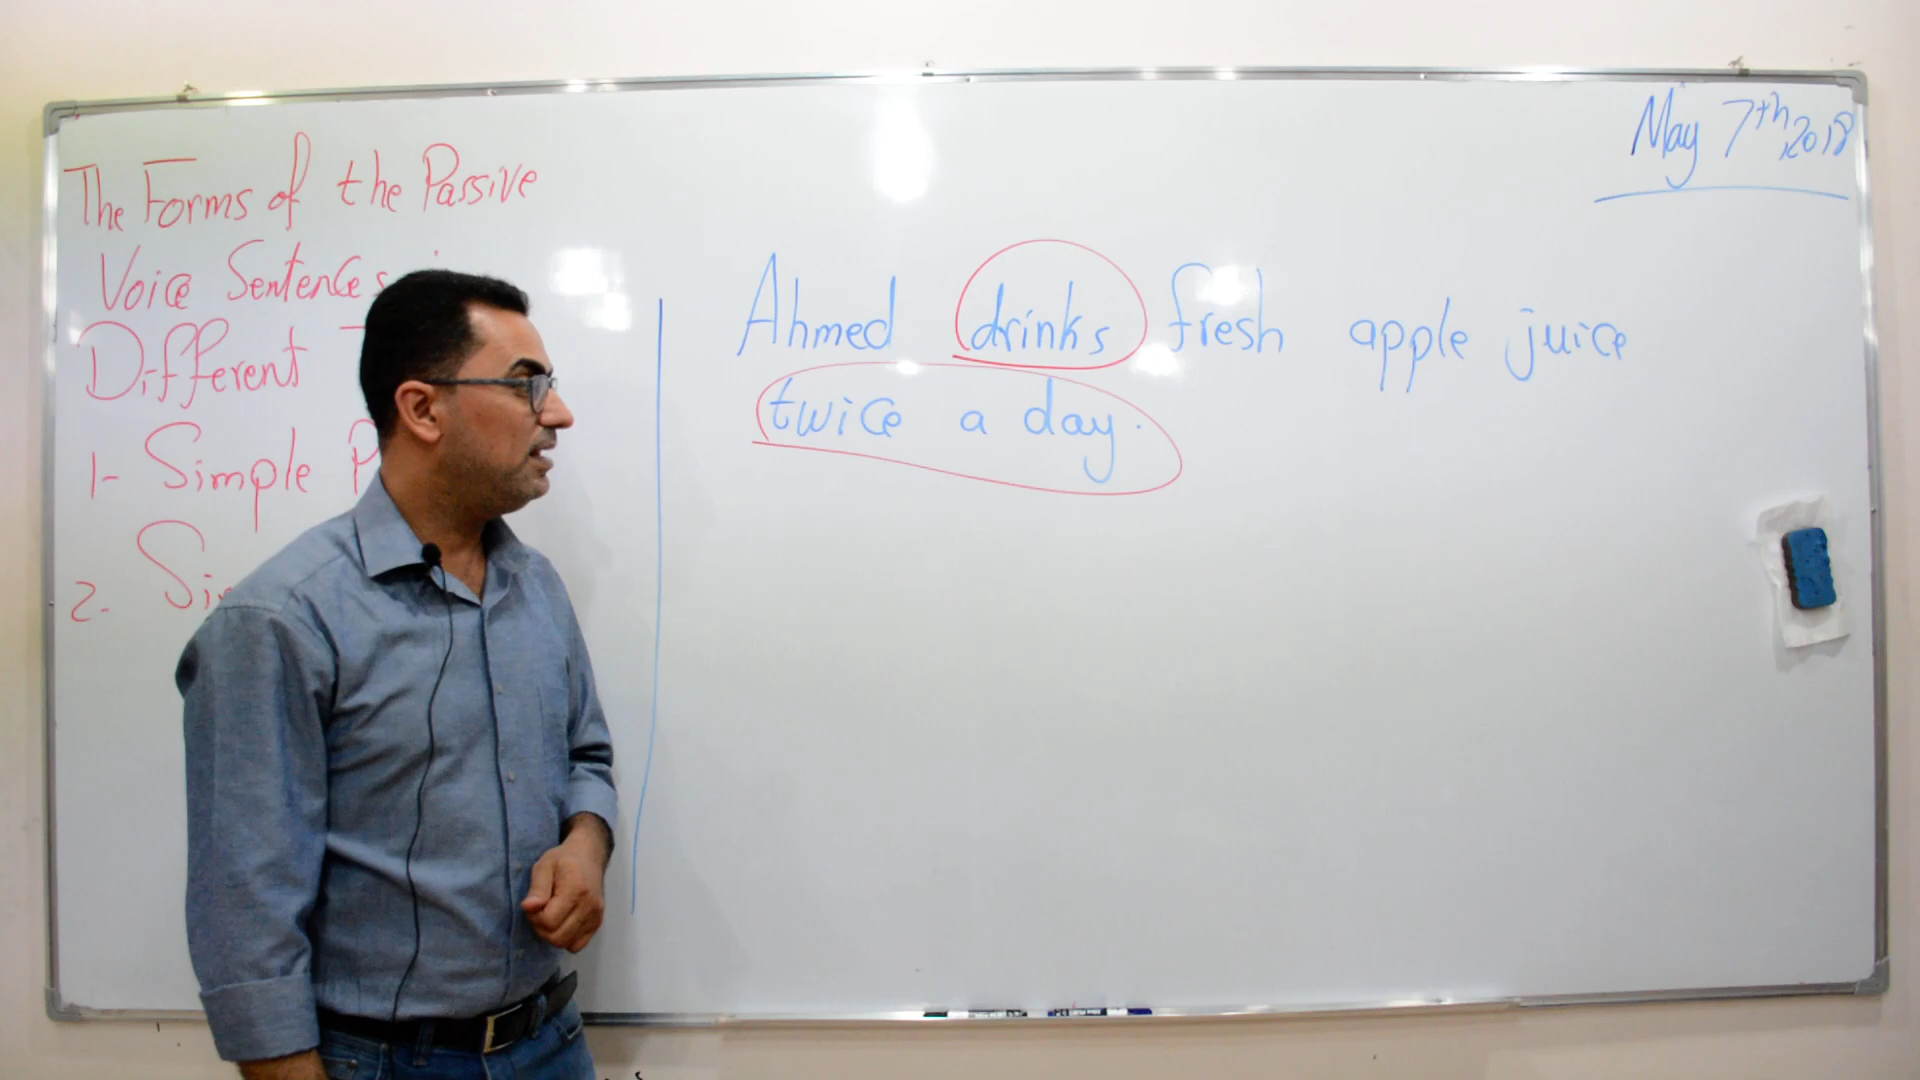 The Forms of the Passive
Voice Sentences
Different
1- Simple
2-
May 7th, 2018
Ahmed drinks fresh apple juice
twice a day.